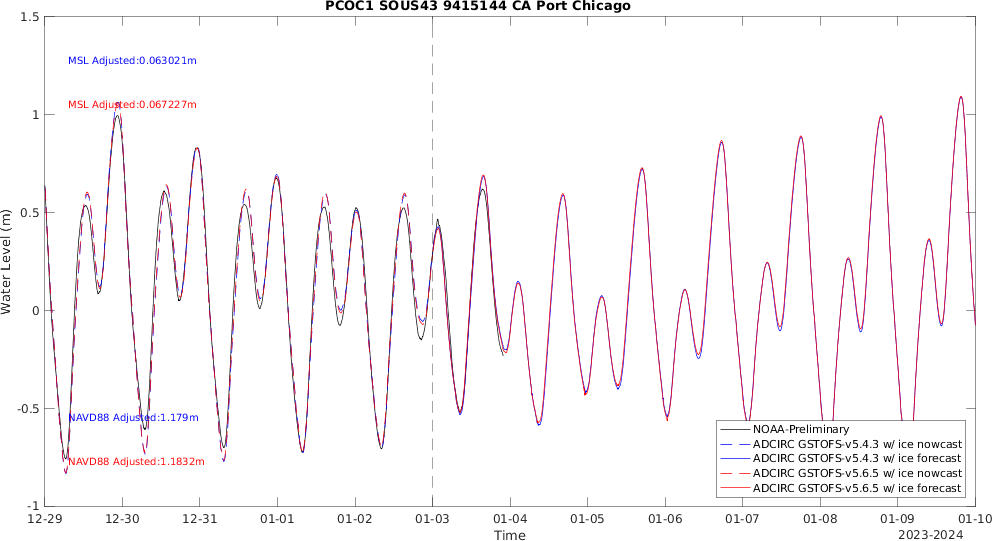 PCOC1 SOUS43 9415144 CA Port Chicago
1.5
MSL Adjusted:0.063021m
MSL Adjusted:0.067227m
1
0.5
Water Level (m)
0
-0.5
NAVD88 Adjusted:1.179m
NAVD88 Adjusted:1.1832m
-1
NOAA-Preliminary
ADCIRC GSTOFS-v5.4.3 w/ ice nowcast
ADCIRC GSTOFS-v5.4.3 w/ ice forecast
ADCIRC GSTOFS-v5.6.5 w/ ice nowcast
ADCIRC GSTOFS-v5.6.5 w/ ice forecast
12-29 12-30 12-31 01-01 01-02 01-03 01-04 01-05 01-06 01-07 01-08 01-09 01-10
Time
2023-2024